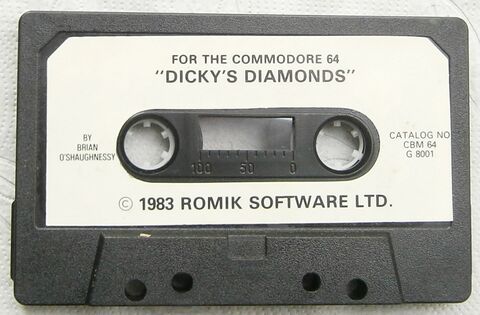 FOR THE COMMODORE 64
"DICKY'S DIAMONDS"
BY
BRIAN
O'SHAUGHNESSY
CATALOG NO
CBM 64
G 8001
100 50 0
© 1983 ROMIK SOFTWARE LTD.